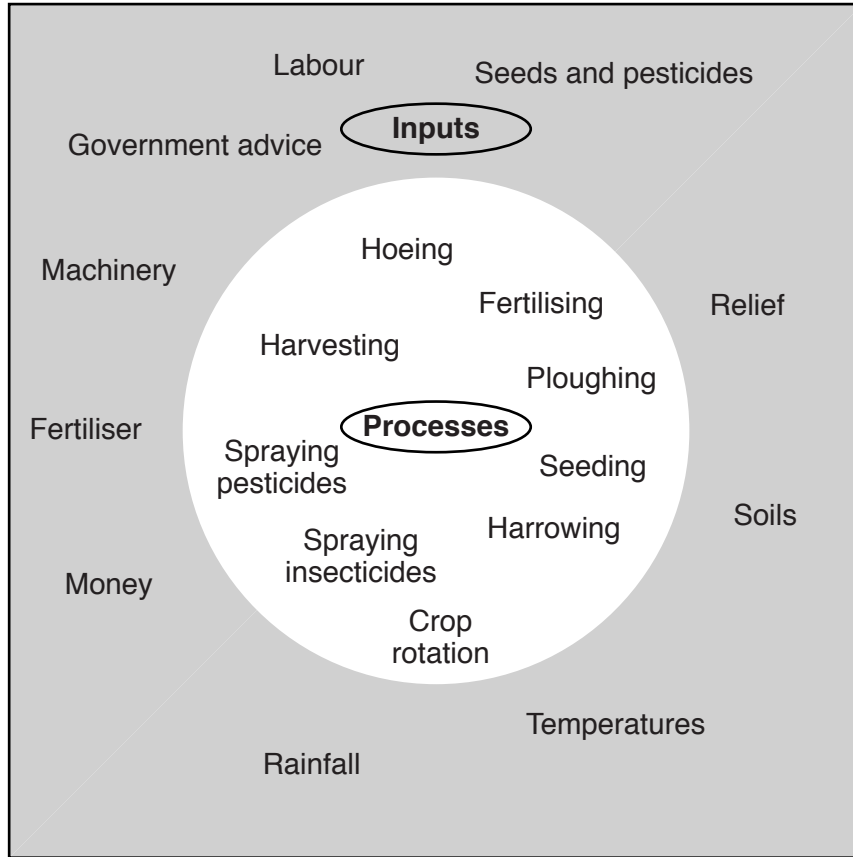 Labour
Seeds and pesticides
Inputs
Government advice
Hoeing
Machinery
Fertilising
Relief
Harvesting
Ploughing
Processes
Fertiliser
Spraying
pesticides
Seeding
Soils
Harrowing
Spraying
insecticides
Money
Crop
rotation
Temperatures
Rainfall